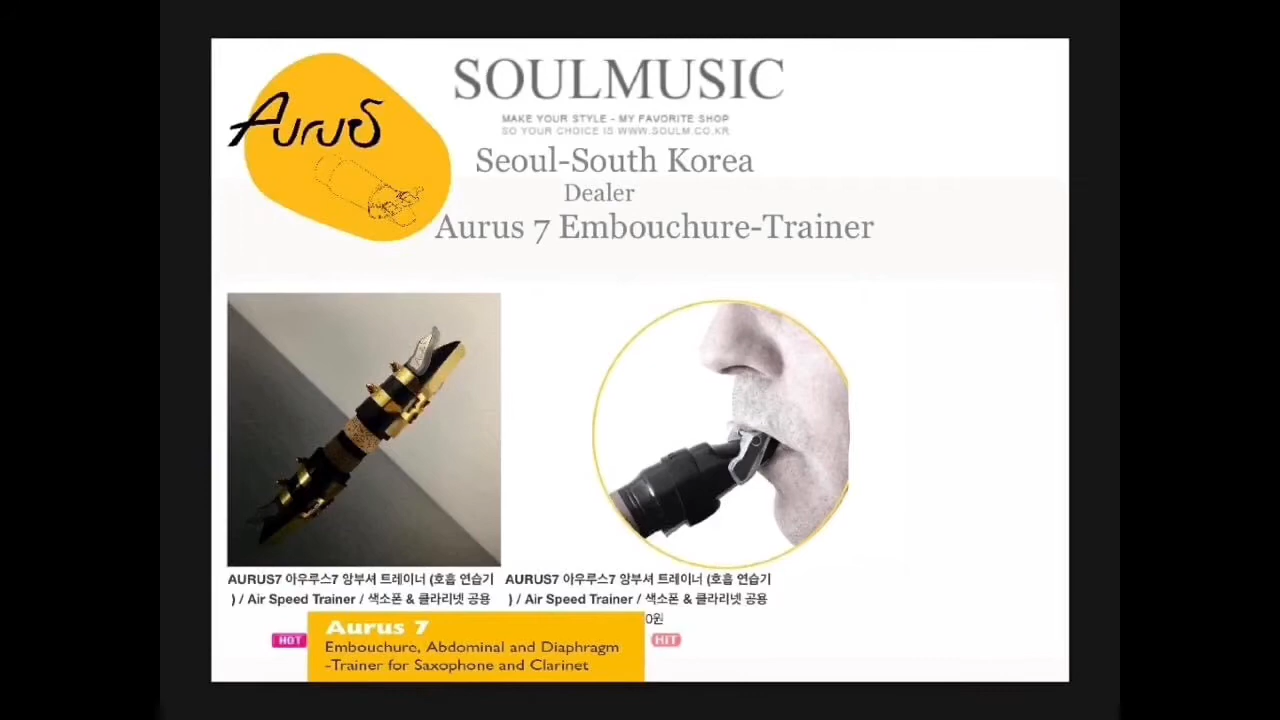 Aurus
SOULMUSIC
MAKE YOUR STYLE - MY FAVORITE SHOP
SO YOUR CHOICE IS WWW.SOULM.CO.KR
Seoul-South Korea
Dealer
Aurus 7 Embouchure-Trainer
AURUS7 아우루스7 앙부셔 트레이너 (호흡 연습기
) / Air Speed Trainer / 색소폰 & 클라리넷 공용
HOT
AURUS7 아우루스7 앙부셔 트레이너 (호흡 연습기
) / Air Speed Trainer / 색소폰 & 클라리넷 공용
0원
HIT
Aurus 7
Embouchure, Abdominal and Diaphragm
-Trainer for Saxophone and Clarinet